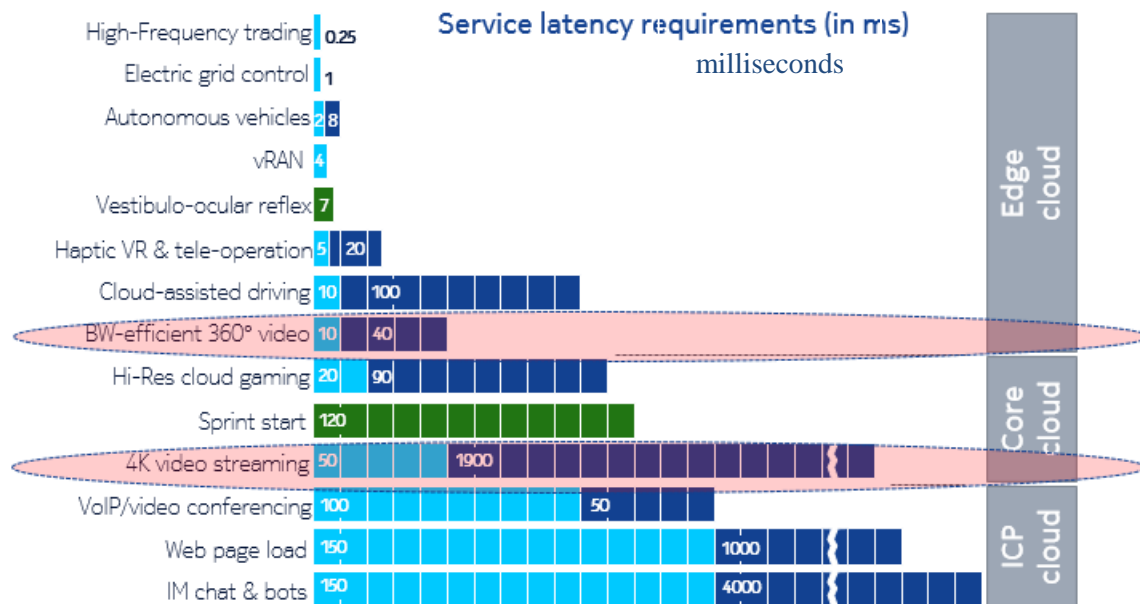 Service latency requirements (in ms)
milliseconds
High-Frequency trading 0.25
Electric grid control 1
Autonomous vehicles 2 8
vRAN 4
Vestibulo-ocular reflex 7
Haptic VR & tele-operation 5 20
Cloud-assisted driving 10 100
BW-efficient 360° video 10 40
Hi-Res cloud gaming 20 90
Sprint start 120
4K video streaming 50 1900
VoIP/video conferencing 100 50
Web page load 150 1000
IM chat & bots 150 4000
Edge
cloud
Core
cloud
ICP
cloud